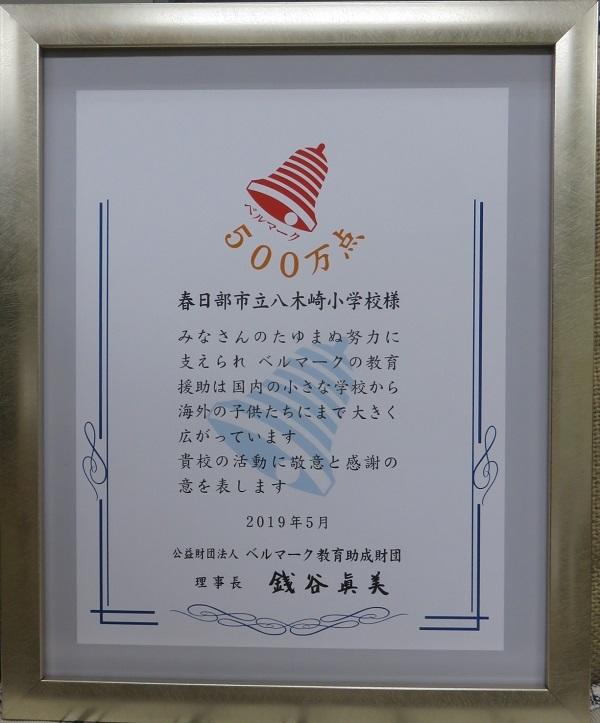 ベルマーク
500万点
春日部市立八木崎小学校様
みなさんのたゆまぬ努力に
支えられ ベルマークの教育
援助は国内の小さな学校から
海外の子供たちにまで大きく
広がっています
貴校の活動に敬意と感謝の
意を表します
2019年5月
公益財団法人 ベルマーク教育助成財団
理事長 銭谷眞美